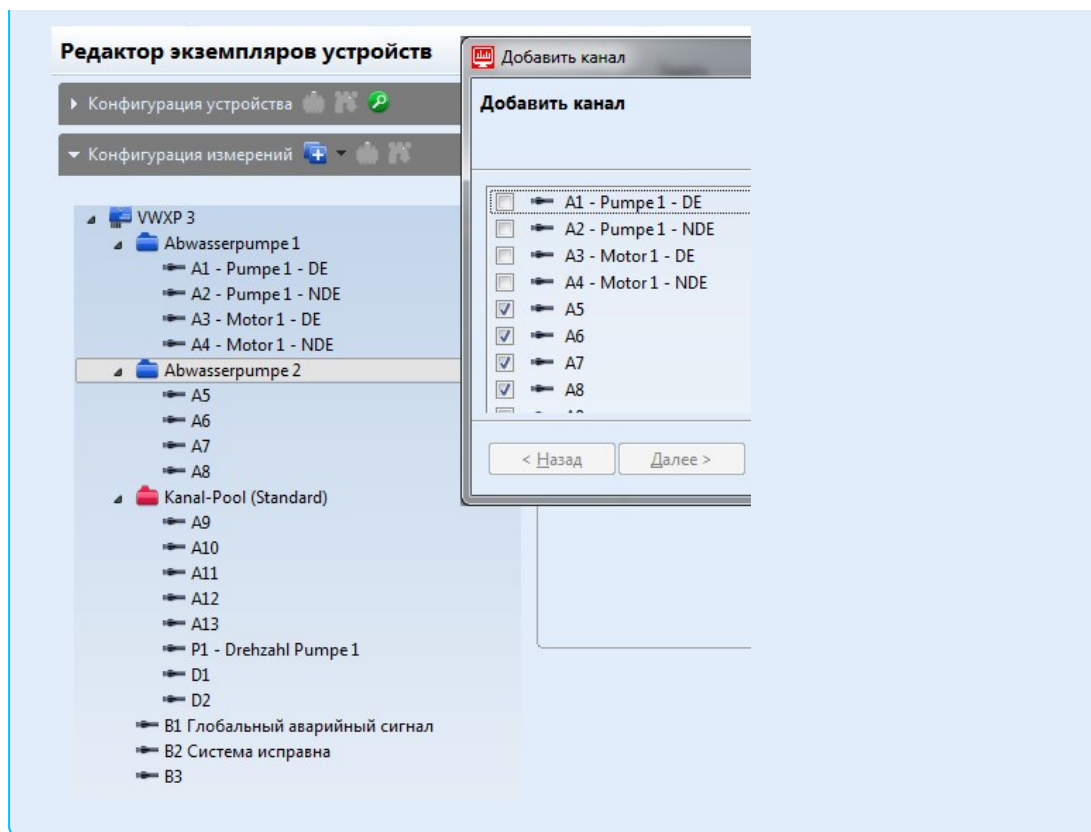 Редактор экземпляров устройств
Конфигурация устройства
Конфигурация измерений
VWXP 3
Abwasserpumpe 1
A1 - Pumpe 1 - DE
A2 - Pumpe 1 - NDE
A3 - Motor 1 - DE
A4 - Motor 1 - NDE
Abwasserpumpe 2
A5
A6
A7
A8
Kanal-Pool (Standard)
A9
A10
A11
A12
A13
P1 - Drehzahl Pumpe 1
D1
D2
B1 Глобальный аварийный сигнал
B2 Система исправна
B3
Добавить канал
Добавить канал
A1 - Pumpe 1 - DE
A2 - Pumpe 1 - NDE
A3 - Motor 1 - DE
A4 - Motor 1 - NDE
A5
A6
A7
A8
< Назад
Далее >